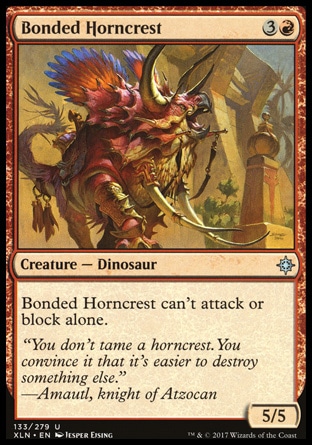 Bonded Horncrest 3
Creature — Dinosaur
Bonded Horncrest can't attack or
block alone.
“You don't tame a horncrest. You
convince it that it's easier to destroy
something else.”
—Amautl, knight of Atzocan
5/5
133/279 U
XLN • EN Jesper Ejsing
™ & © 2017 Wizards of the Coast